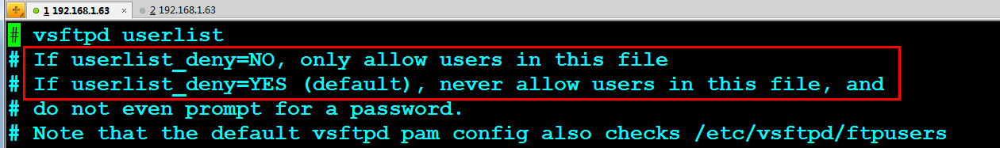 1 192.168.1.63 × 2 192.168.1.63
# vsftpd userlist
# If userlist_deny=NO, only allow users in this file
# If userlist_deny=YES (default), never allow users in this file, and
# do not even prompt for a password.
# Note that the default vsftpd pam config also checks /etc/vsftpd/ftpusers